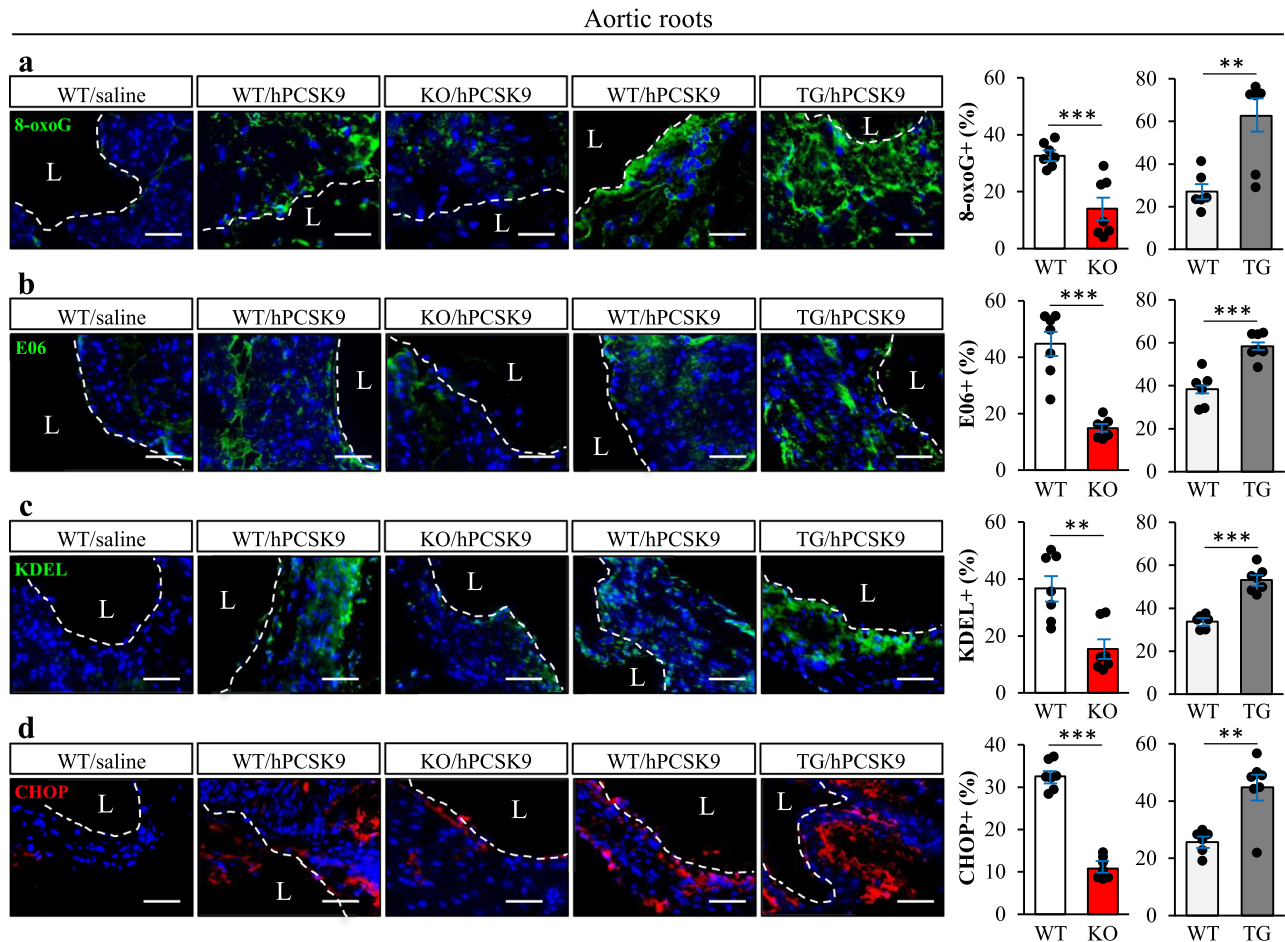 Aortic roots
a
WT/saline
WT/hPCSK9
KO/hPCSK9
WT/hPCSK9
TG/hPCSK9
8-oxoG
L
L
L
L
L
8-oxoG+ (%)
60
40
20
0
***
WT
KO
80
60
40
20
0
**
WT
TG
b
WT/saline
WT/hPCSK9
KO/hPCSK9
WT/hPCSK9
TG/hPCSK9
E06
L
L
L
L
L
E06+ (%)
60
40
20
0
***
WT
KO
80
60
40
20
0
***
WT
TG
c
WT/saline
WT/hPCSK9
KO/hPCSK9
WT/hPCSK9
TG/hPCSK9
KDEL
L
L
L
L
L
KDEL+ (%)
60
40
20
0
**
WT
KO
80
60
40
20
0
***
WT
TG
d
WT/saline
WT/hPCSK9
KO/hPCSK9
WT/hPCSK9
TG/hPCSK9
CHOP
L
L
L
L
L
CHOP+ (%)
40
30
20
10
0
***
WT
KO
60
40
20
0
**
WT
TG